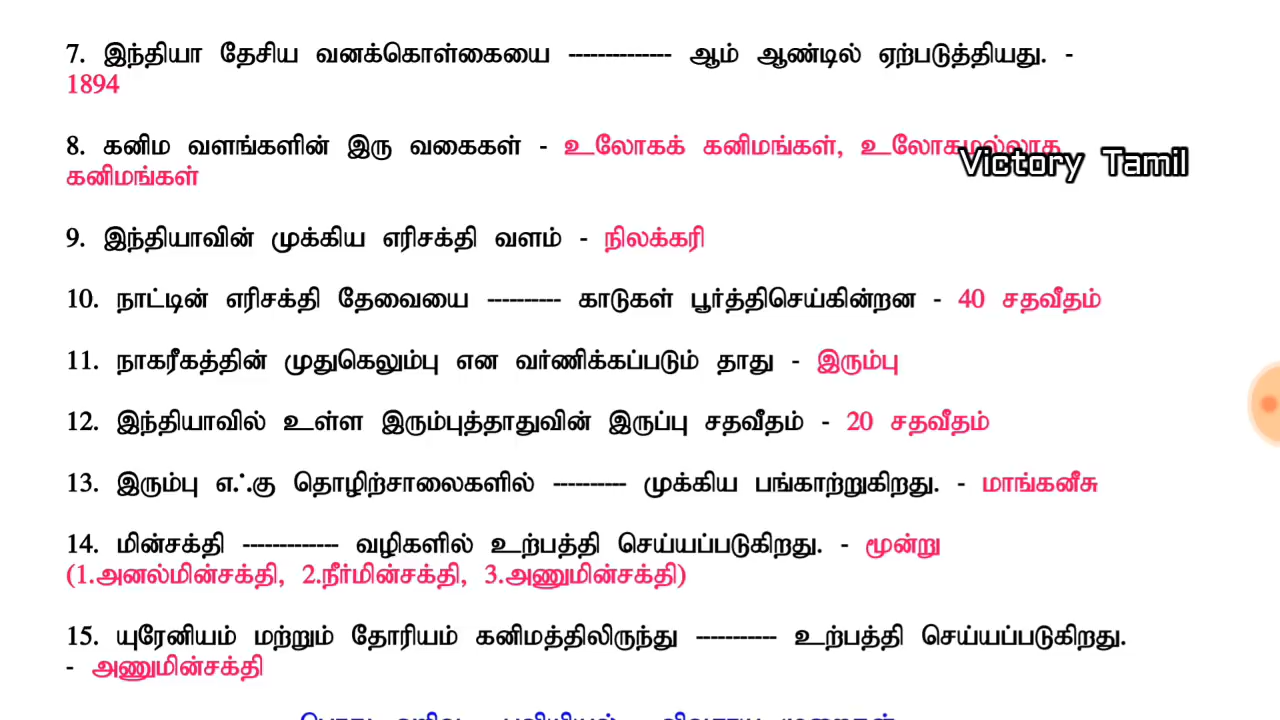 7. இந்தியா தேசிய வனக்கொள்கையை -------------- ஆம் ஆண்டில் ஏற்படுத்தியது. -
1894
8. கனிம வளங்களின் இரு வகைகள் - உலோகக் கனிமங்கள், உலோகமல்லாத
Victory Tamil
கனிமங்கள்
9. இந்தியாவின் முக்கிய எரிசக்தி வளம் - நிலக்கரி
10. நாட்டின் எரிசக்தி தேவையை ---------- காடுகள் பூர்த்திசெய்கின்றன - 40 சதவீதம்
11. நாகரீகத்தின் முதுகெலும்பு என வர்ணிக்கப்படும் தாது - இரும்பு
12. இந்தியாவில் உள்ள இரும்புத்தாதுவின் இருப்பு சதவீதம் - 20 சதவீதம்
13. இரும்பு எஃகு தொழிற்சாலைகளில் ---------- முக்கிய பங்காற்றுகிறது. - மாங்கனீசு
14. மின்சக்தி ------------- வழிகளில் உற்பத்தி செய்யப்படுகிறது. - மூன்று
(1.அனல்மின்சக்தி, 2.நீர்மின்சக்தி, 3.அணுமின்சக்தி)
15. யுரேனியம் மற்றும் தோரியம் கனிமத்திலிருந்து ----------- உற்பத்தி செய்யப்படுகிறது.
- அணுமின்சக்தி